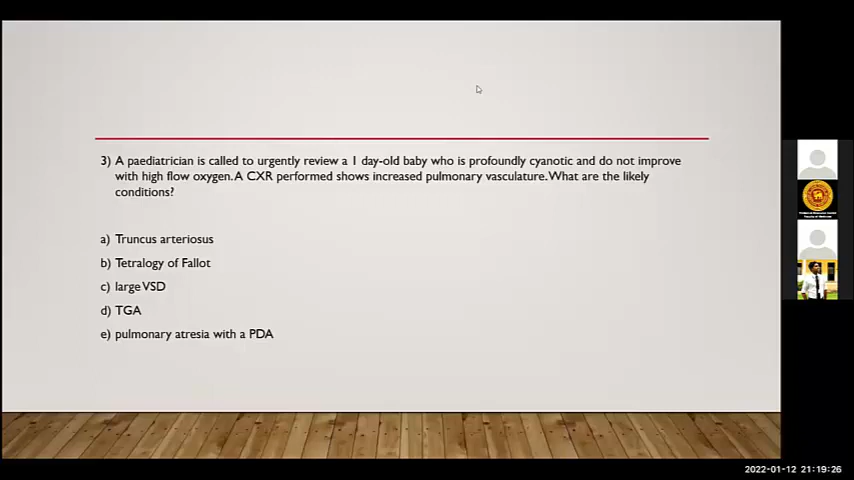 3) A paediatrician is called to urgently review a 1 day-old baby who is profoundly cyanotic and do not improve
with high flow oxygen. A CXR performed shows increased pulmonary vasculature. What are the likely
conditions?
a) Truncus arteriosus
b) Tetralogy of Fallot
c) large VSD
d) TGA
e) pulmonary atresia with a PDA
2022-01-12 21:19:26